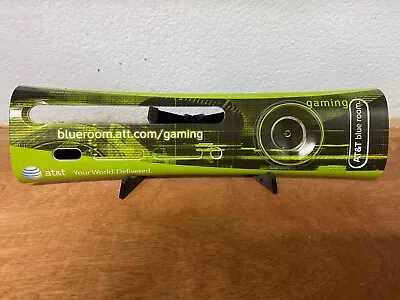 gaming
blueroom.att.com/gaming
AT&T blue room.
at&t Your World. Delivered.